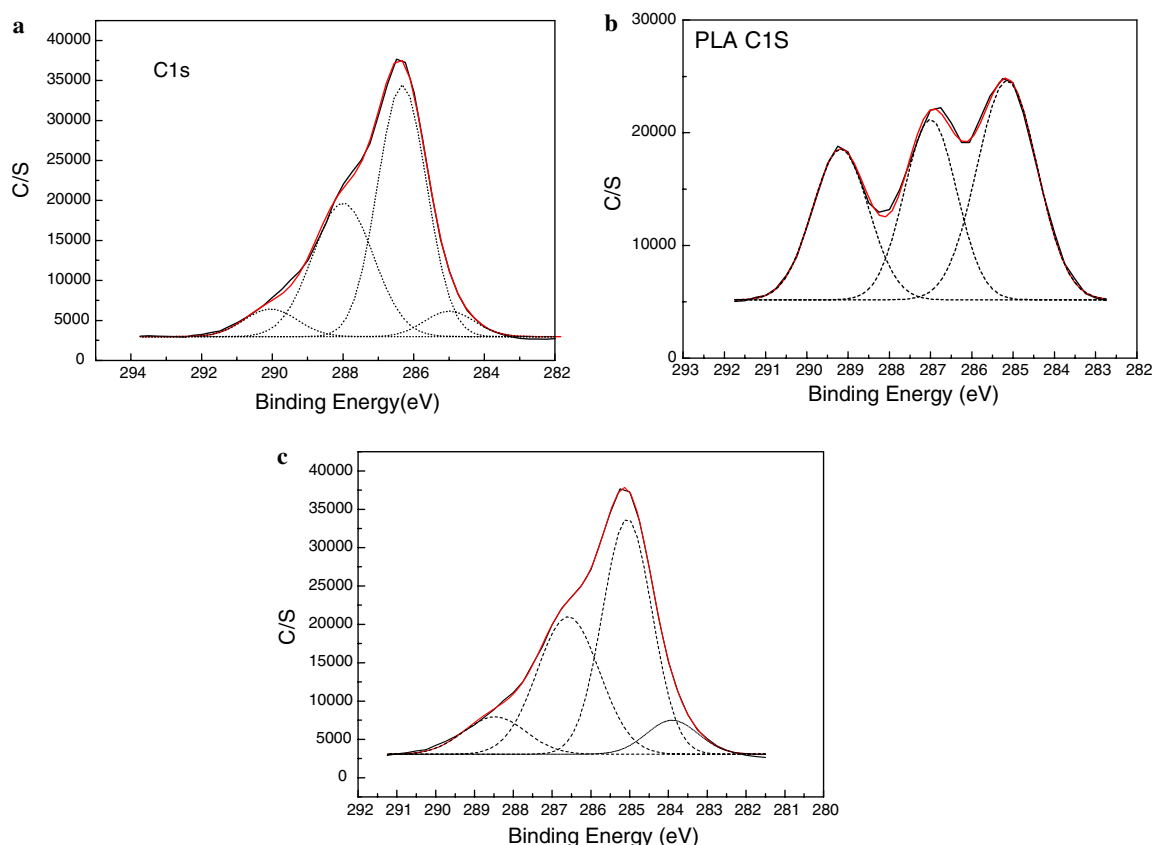 a
40000
35000
30000
25000
20000
15000
10000
5000
0
C/S
C1s
294 292 290 288 286 284 282
Binding Energy(eV)
b
30000
20000
10000
0
C/S
PLA C1S
293 292 291 290 289 288 287 286 285 284 283 282
Binding Energy (eV)
c
40000
35000
30000
25000
20000
15000
10000
5000
0
C/S
292 291 290 289 288 287 286 285 284 283 282 281 280
Binding Energy (eV)